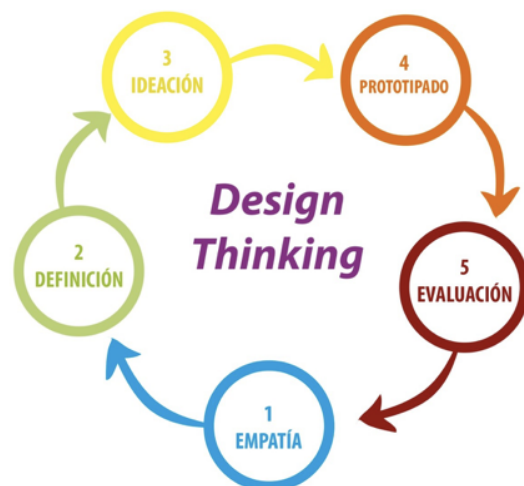 3
IDEACIÓN
4
PROTOTIPADO
Design
Thinking
2
DEFINICIÓN
5
EVALUACIÓN
1
EMPATÍA